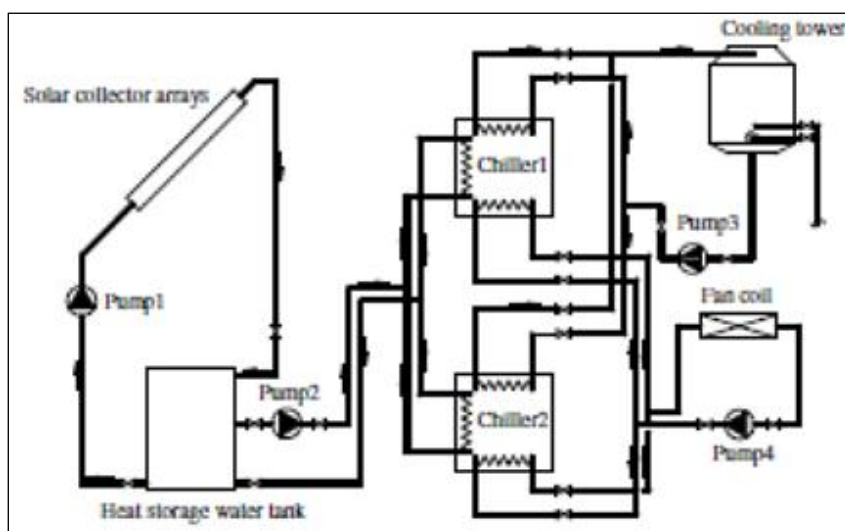 Cooling tower
Solar collector arrays
Chiller1
Pump3
Pump1
Fan coil
Pump2
Chiller2
Pump4
Heat storage water tank